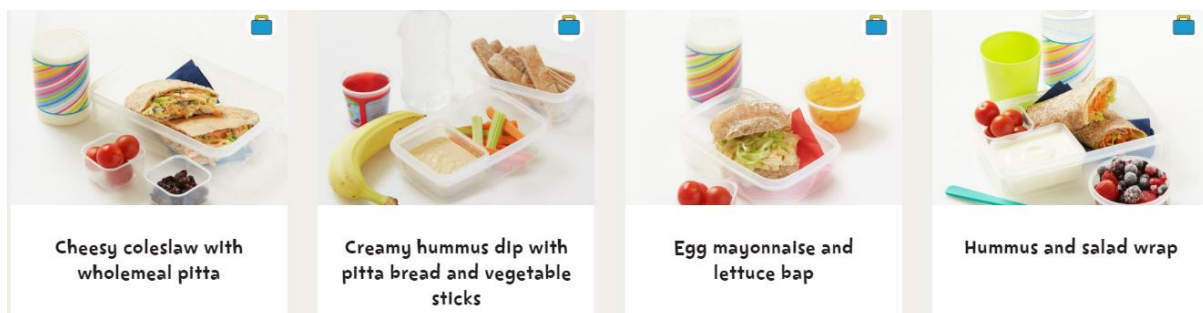 Cheesy coleslaw with
wholemeal pitta
Creamy hummus dip with
pitta bread and vegetable
sticks
Egg mayonnaise and
lettuce bap
Hummus and salad wrap